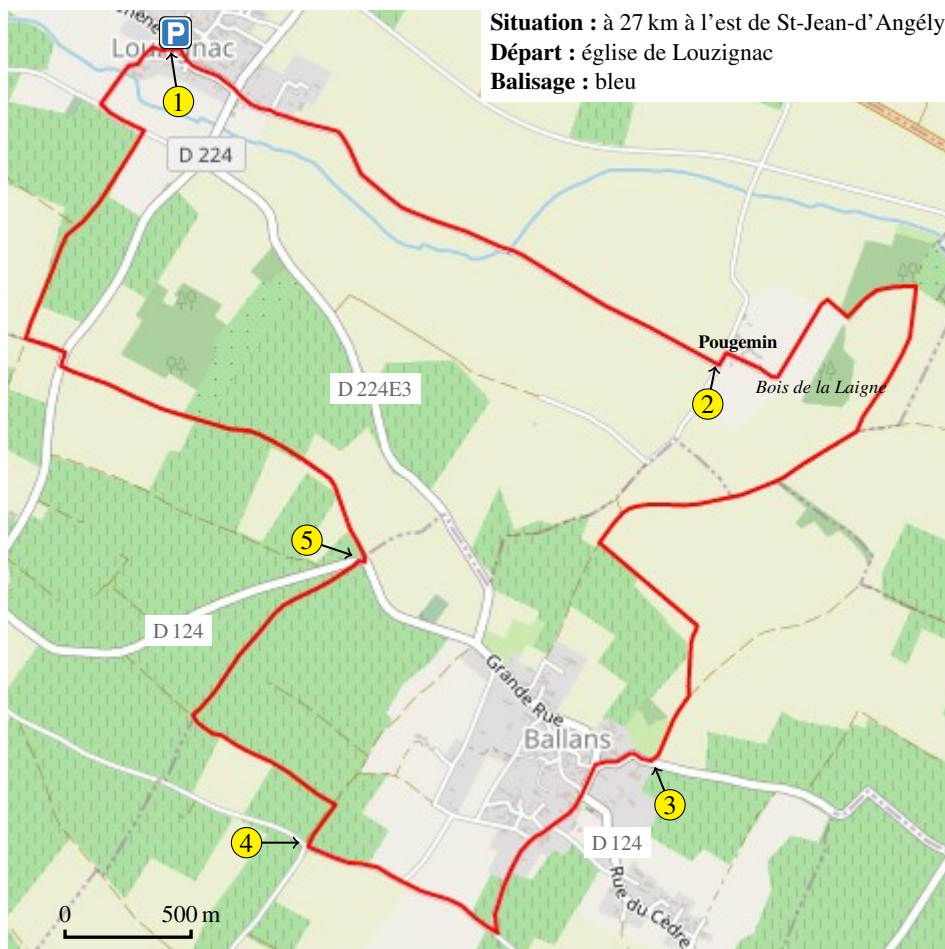 Situation : à 27 km à l'est de St-Jean-d'Angély
Départ : église de Louzignac
Balisage : bleu
P
Louzignac
1
D 224
Pougemin
2
Bois de la Laigne
D 224E3
5
D 124
Grande Rue
Ballans
3
D 124
4
Rue du Cèdre
0 500 m